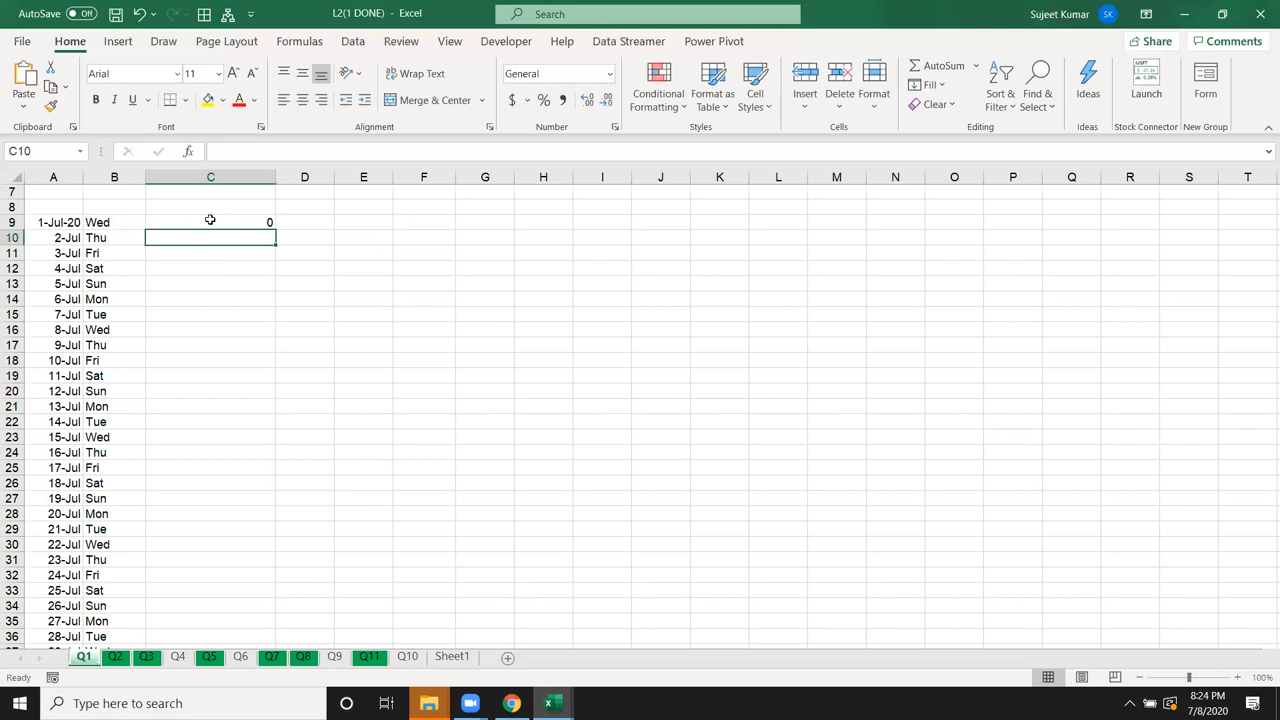 AutoSave Off L2(1 DONE) - Excel Search Sujeet Kumar SK
File Home Insert Draw Page Layout Formulas Data Review View Developer Help Data Streamer Power Pivot Share Comments
Paste Arial 11 A A Wrap Text General Conditional Formatting Format as Table Cell Styles Insert Delete Format AutoSum Fill Clear Sort & Filter Find & Select Ideas Launch Form
B I U A Merge & Center $ % ,
Clipboard Font Alignment Number Styles Cells Editing Ideas Stock Connector New Group
C10 fx
A B C D E F G H I J K L M N O P Q R S T
7
8
9 1-Jul-20 Wed 0
10 2-Jul Thu
11 3-Jul Fri
12 4-Jul Sat
13 5-Jul Sun
14 6-Jul Mon
15 7-Jul Tue
16 8-Jul Wed
17 9-Jul Thu
18 10-Jul Fri
19 11-Jul Sat
20 12-Jul Sun
21 13-Jul Mon
22 14-Jul Tue
23 15-Jul Wed
24 16-Jul Thu
25 17-Jul Fri
26 18-Jul Sat
27 19-Jul Sun
28 20-Jul Mon
29 21-Jul Tue
30 22-Jul Wed
31 23-Jul Thu
32 24-Jul Fri
33 25-Jul Sat
34 26-Jul Sun
35 27-Jul Mon
36 28-Jul Tue
Q1 Q2 Q3 Q4 Q5 Q6 Q7 Q8 Q9 Q11 Q10 Sheet1
Ready 100%
Type here to search 8:24 PM
7/8/2020